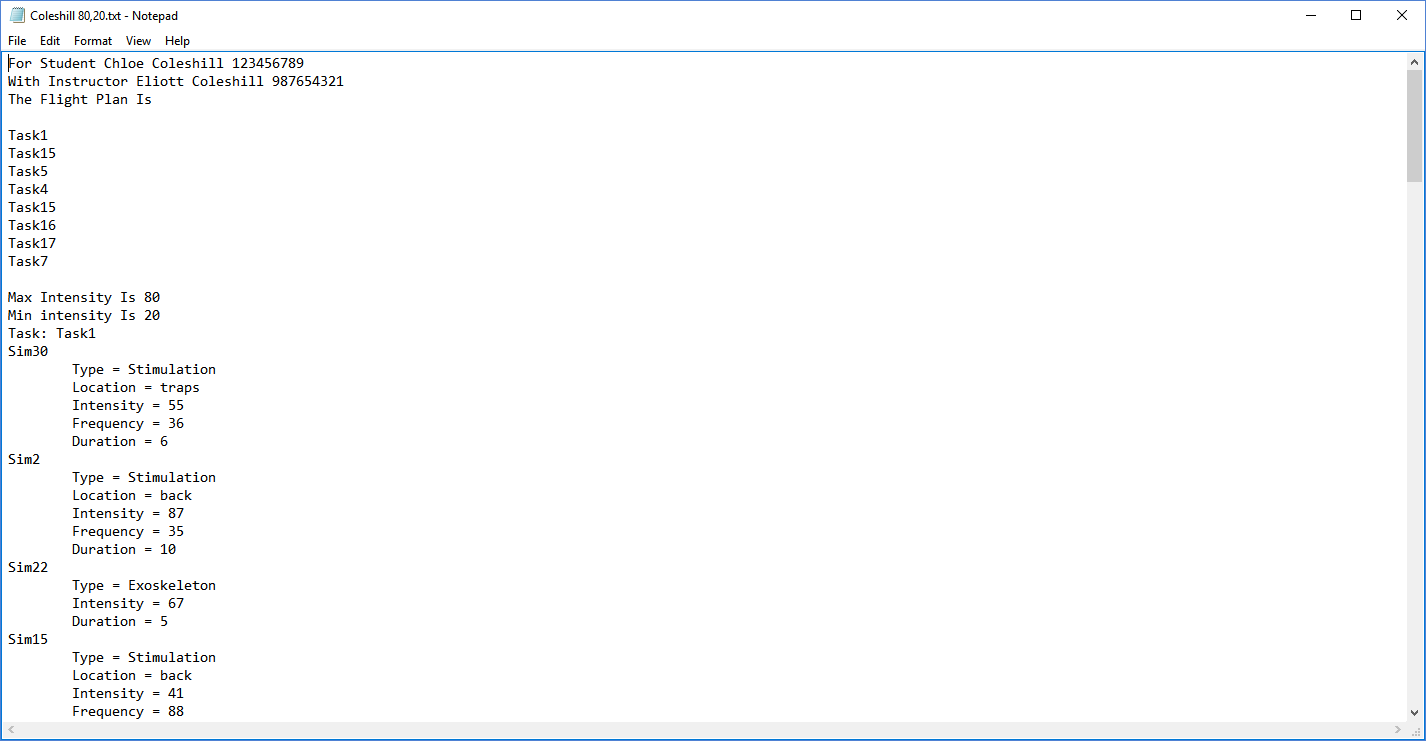 Coleshill 80,20.txt - Notepad
File Edit Format View Help
For Student Chloe Coleshill 123456789
With Instructor Eliott Coleshill 987654321
The Flight Plan Is

Task1
Task15
Task5
Task4
Task15
Task16
Task17
Task7

Max Intensity Is 80
Min intensity Is 20
Task: Task1
Sim30
Type = Stimulation
Location = traps
Intensity = 55
Frequency = 36
Duration = 6
Sim2
Type = Stimulation
Location = back
Intensity = 87
Frequency = 35
Duration = 10
Sim22
Type = Exoskeleton
Intensity = 67
Duration = 5
Sim15
Type = Stimulation
Location = back
Intensity = 41
Frequency = 88